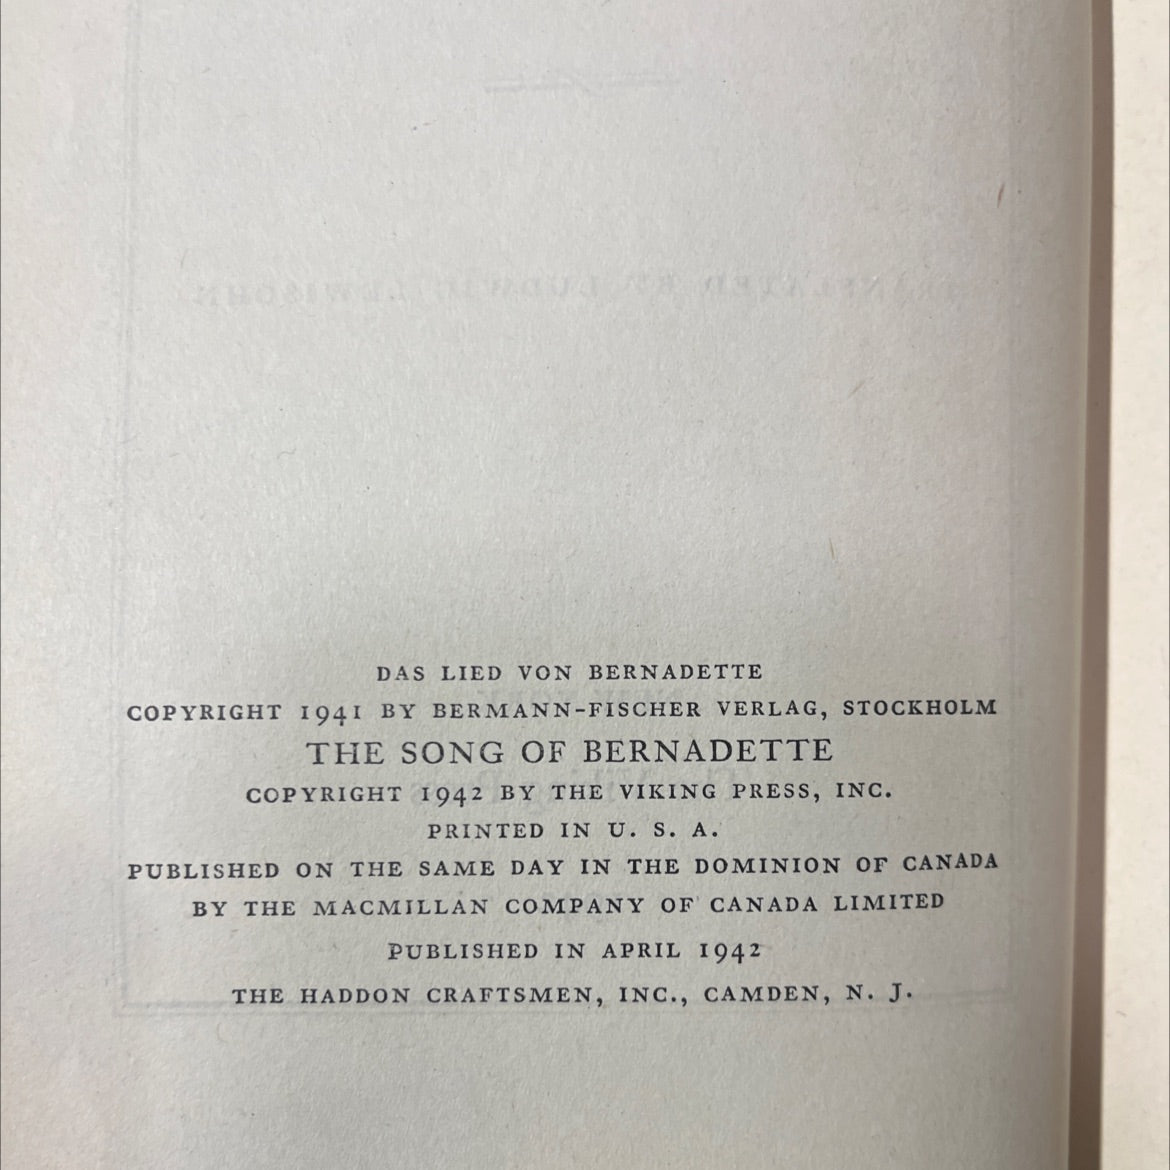 DAS LIED VON BERNADETTE
COPYRIGHT 1941 BY BERMANN-FISCHER VERLAG, STOCKHOLM
THE SONG OF BERNADETTE
COPYRIGHT 1942 BY THE VIKING PRESS, INC.
PRINTED IN U. S. A.
PUBLISHED ON THE SAME DAY IN THE DOMINION OF CANADA
BY THE MACMILLAN COMPANY OF CANADA LIMITED
PUBLISHED IN APRIL 1942
THE HADDON CRAFTSMEN, INC., CAMDEN, N. J.